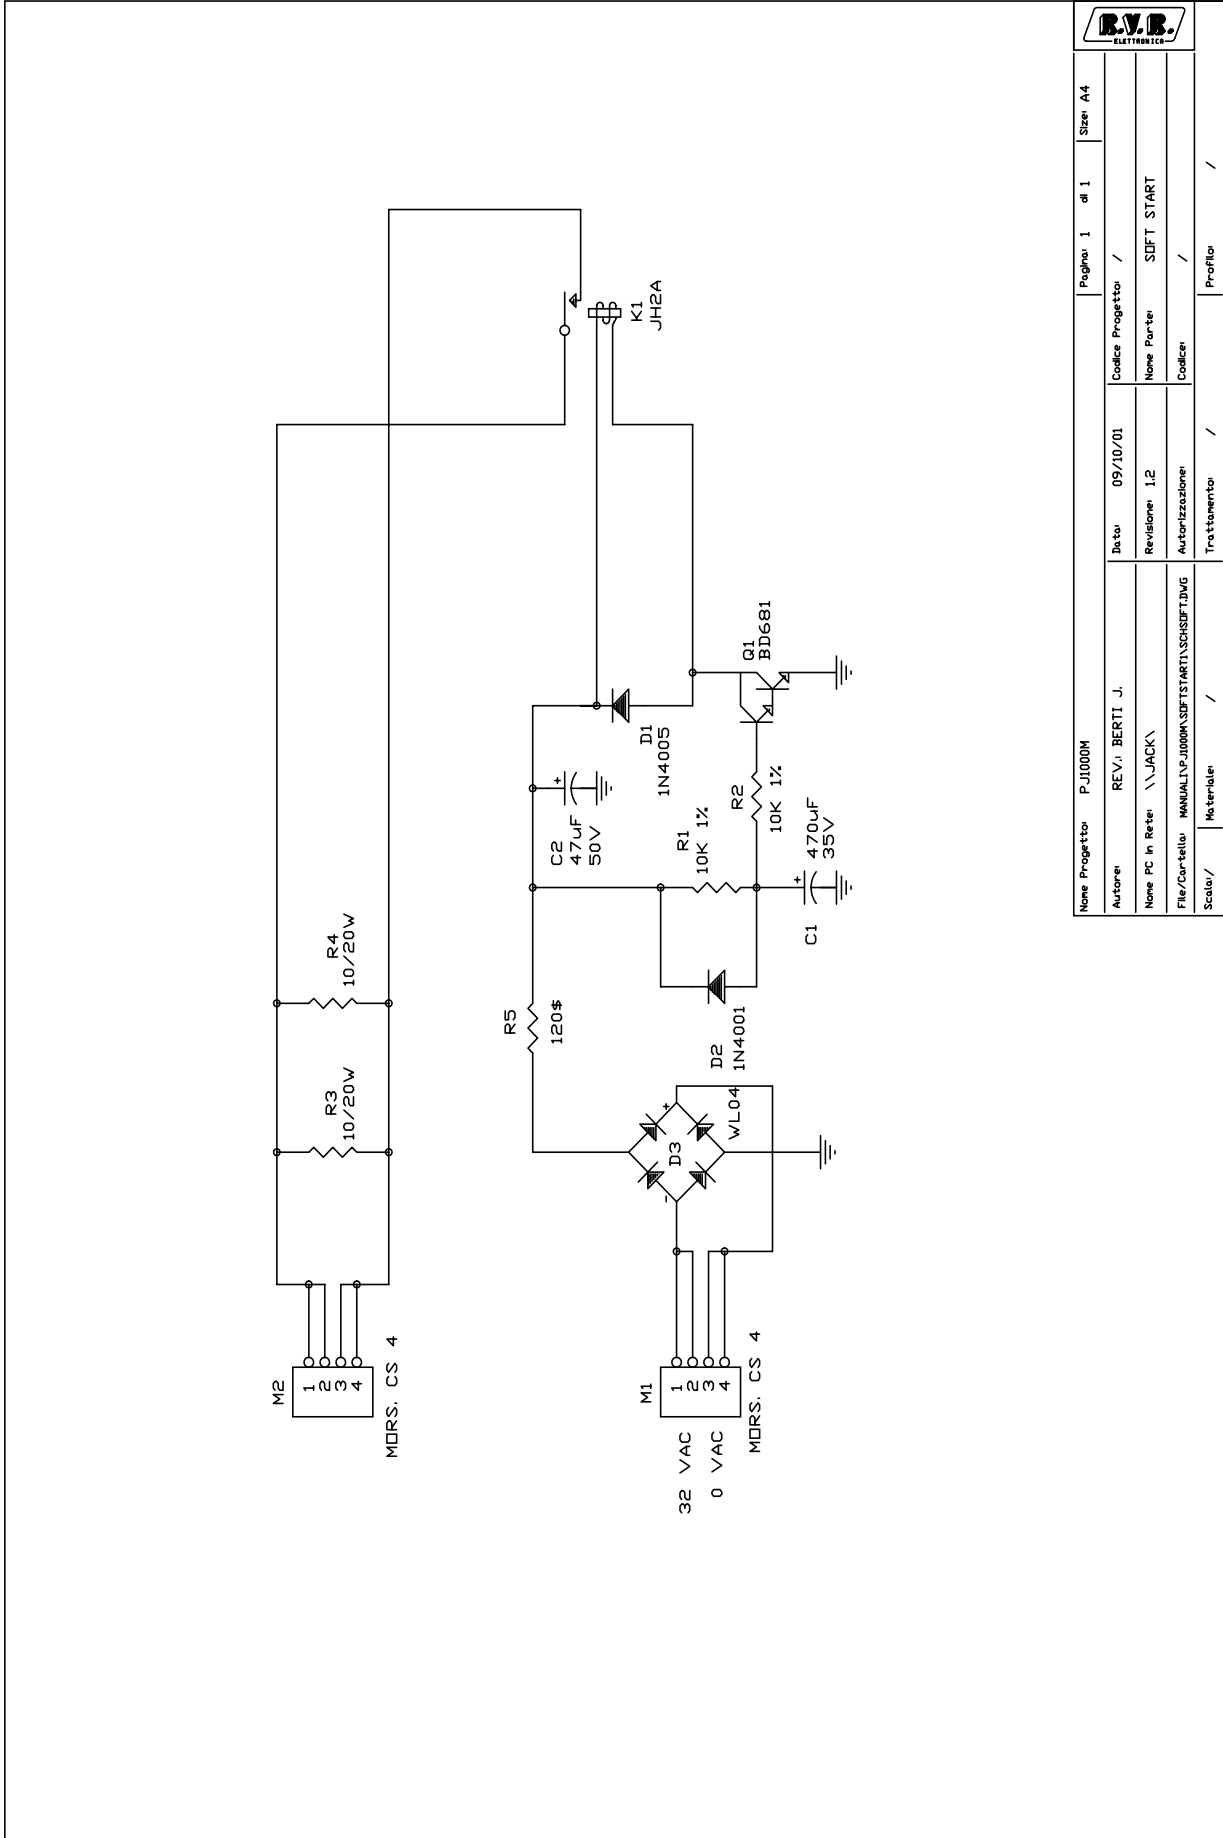 M2
1
2
3
4
MORS. CS 4
R3
10/20W
R4
10/20W
K1
JH2A
R5
120$
C2
47uF
50V
D1
1N4005
Q1
BD681
R1
10K 1%
R2
10K 1%
D2
1N4001
C1
470uF
35V
D3
+
-
WL04
M1
1
2
3
4
MORS. CS 4
32 VAC
0 VAC
+
+
Nome Progetto: PJ1000M
Pagina: 1 di 1
Size: A4
Autore: REV.: BERTI J.
Data: 09/10/01
Codice Progetto: /
Nome PC in Rete: \\JACK\
Revisione: 1.2
Nome Parte: SOFT START
File/Cartella: MANUALI\PJ1000M\SOFTSTART1\SCHSOFT.DWG
Autorizzazione:
Codice: /
Scala: /
Materiale: /
Trattamento: /
Profilo: /
R.V.R.
ELETTRONICA